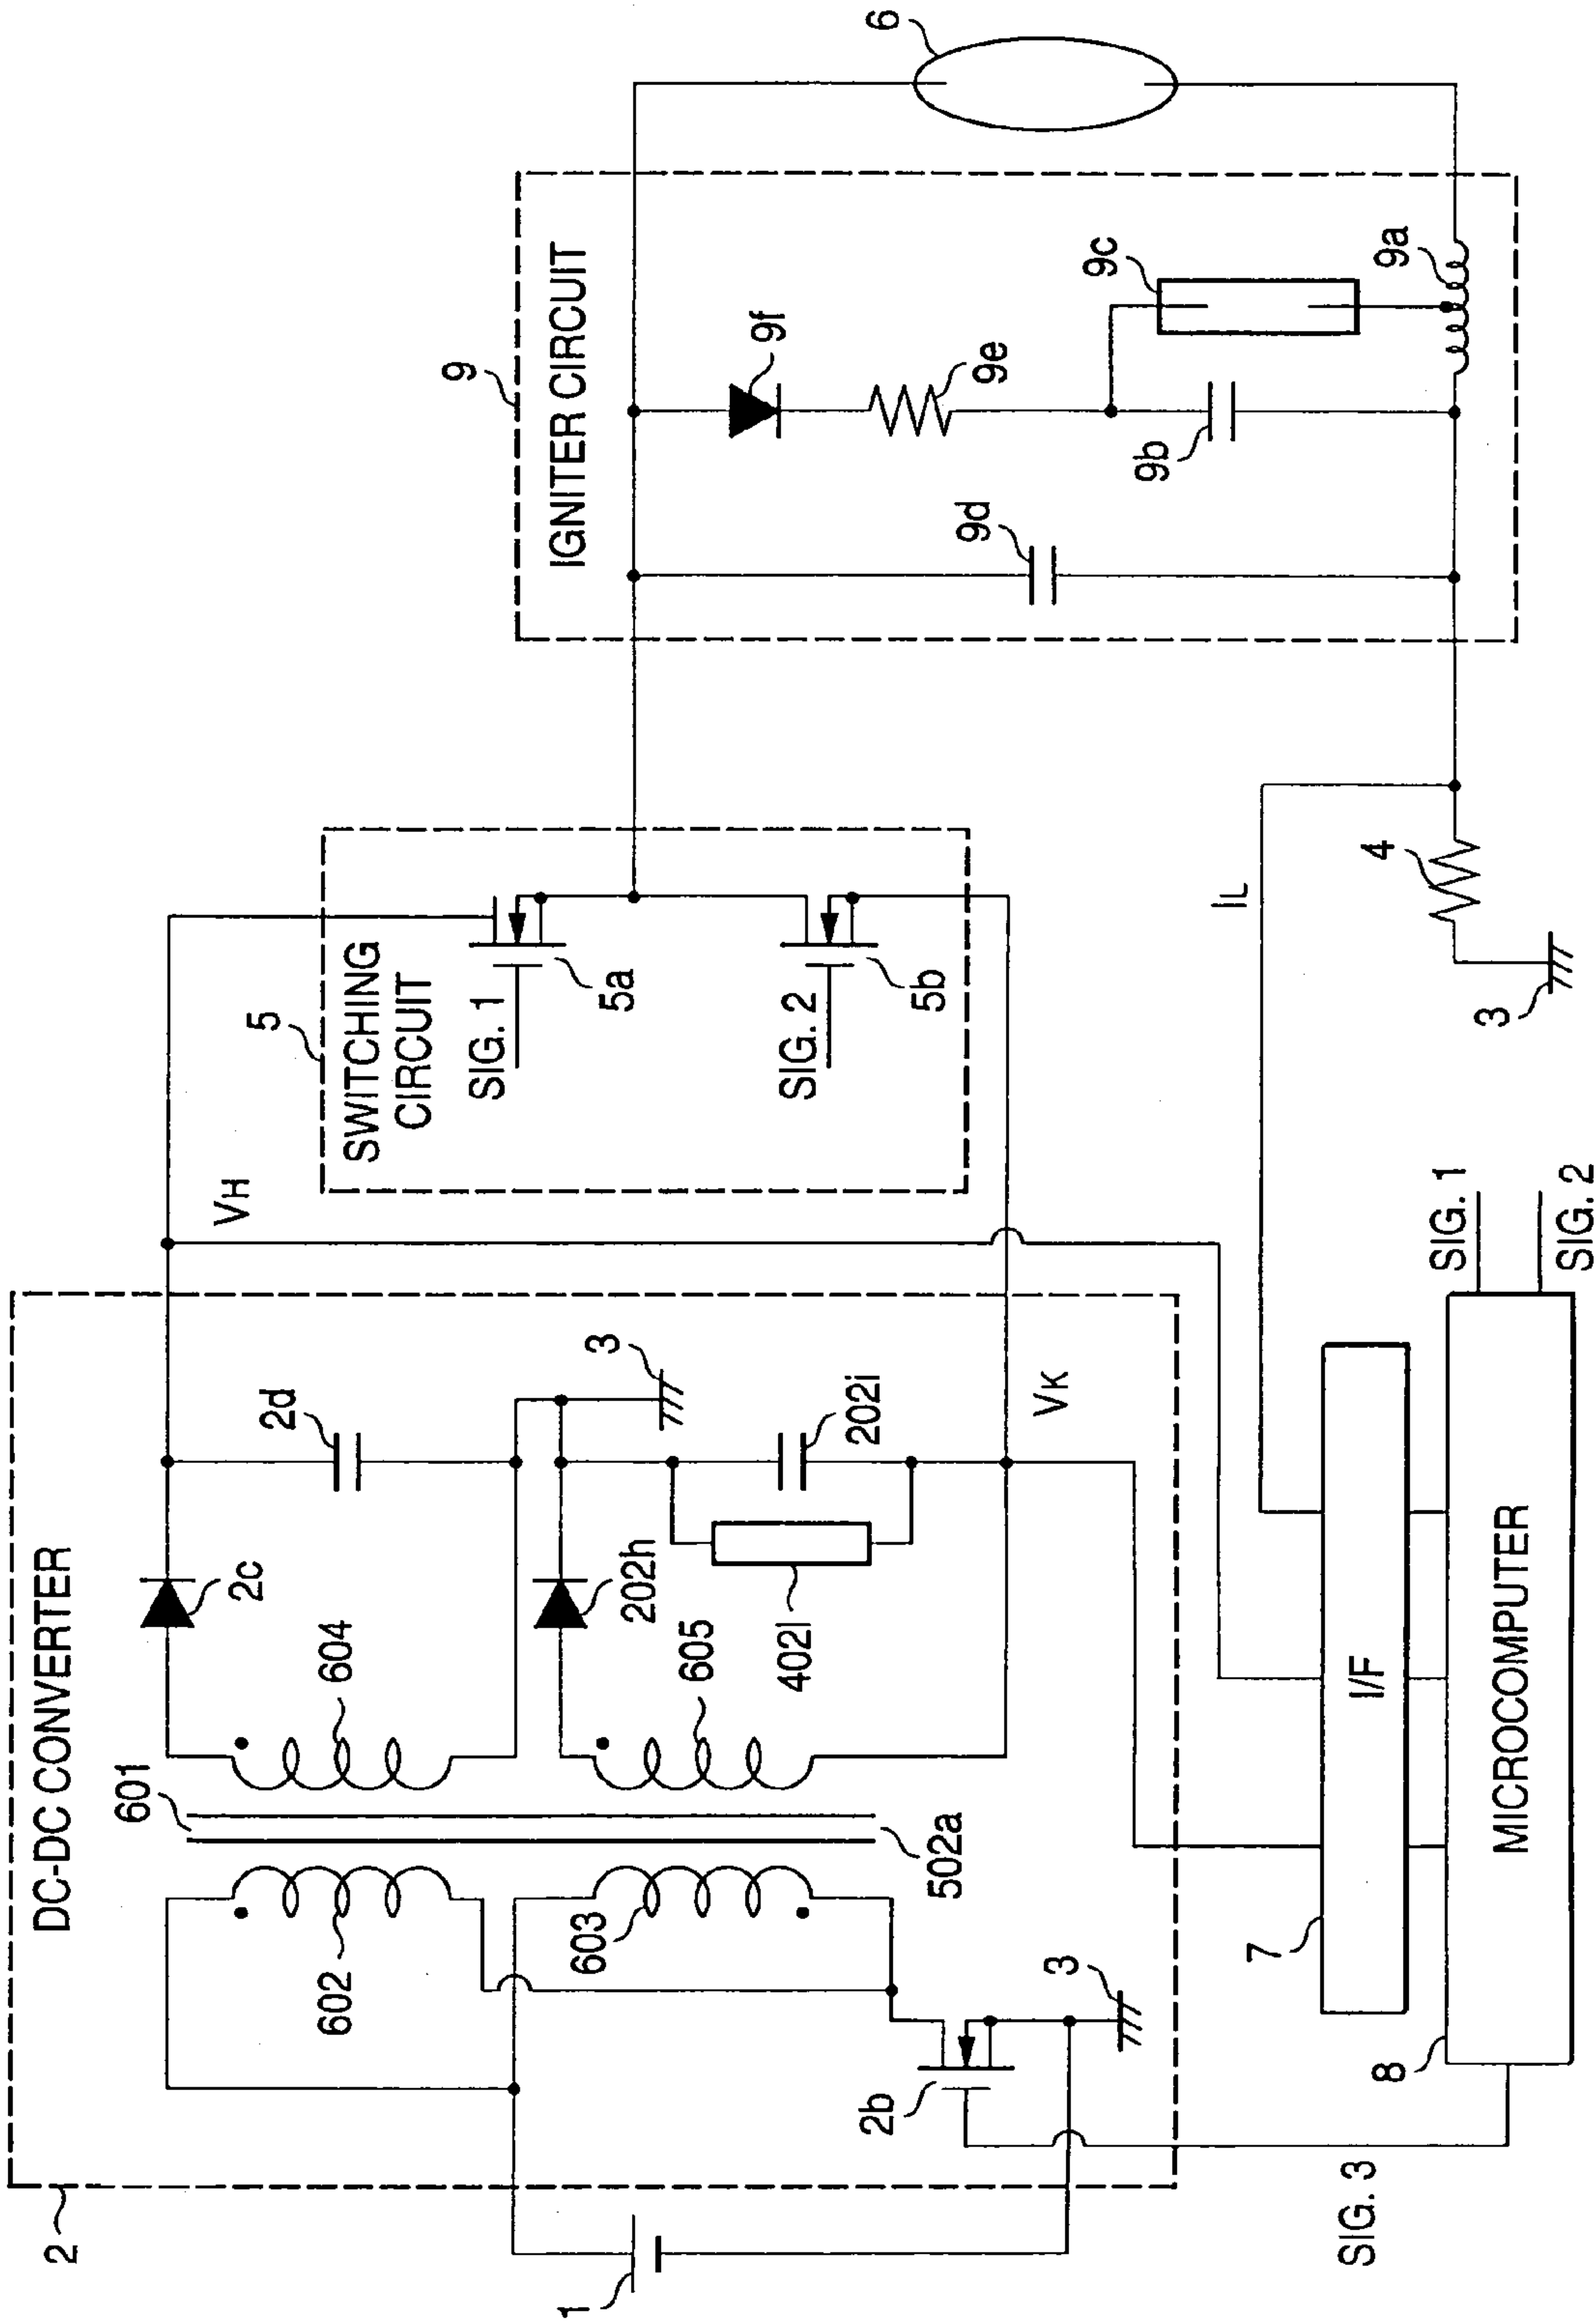 2
DC-DC CONVERTER
601
602
604
2c
2d
603
605
202h
3
402l
202i
502a
2b
3
1
VH
VK
5
SWITCHING
CIRCUIT
SIG. 1
5a
SIG. 2
5b
9
IGNITER CIRCUIT
9f
9e
9d
9b
9c
9a
6
IL
4
3
7
I/F
8
MICROCOMPUTER
SIG. 1
SIG. 2
SIG. 3